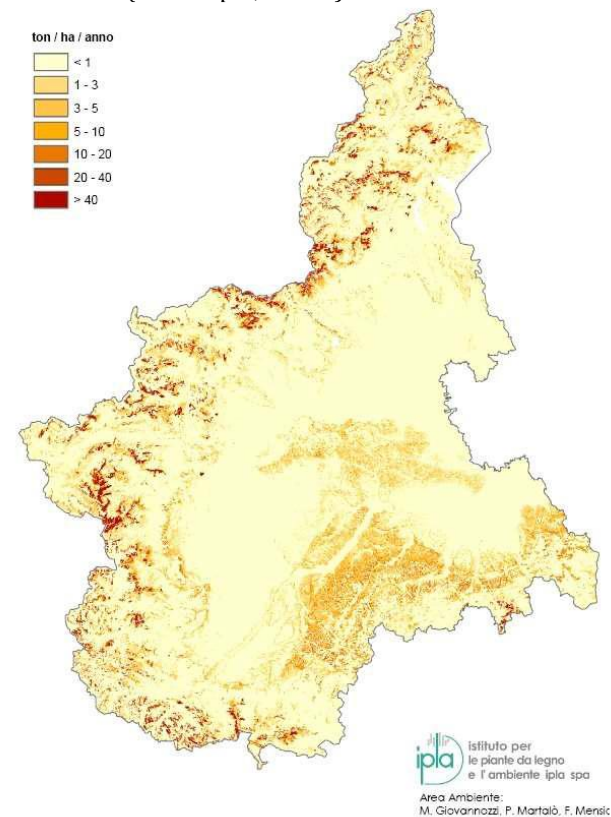 ton / ha / anno
< 1
1 - 3
3 - 5
5 - 10
10 - 20
20 - 40
> 40
ipla
istituto per
le piante da legno
e l'ambiente ipla spa
Area Ambiente:
M. Giovannozzi, P. Martalò, F. Mensio